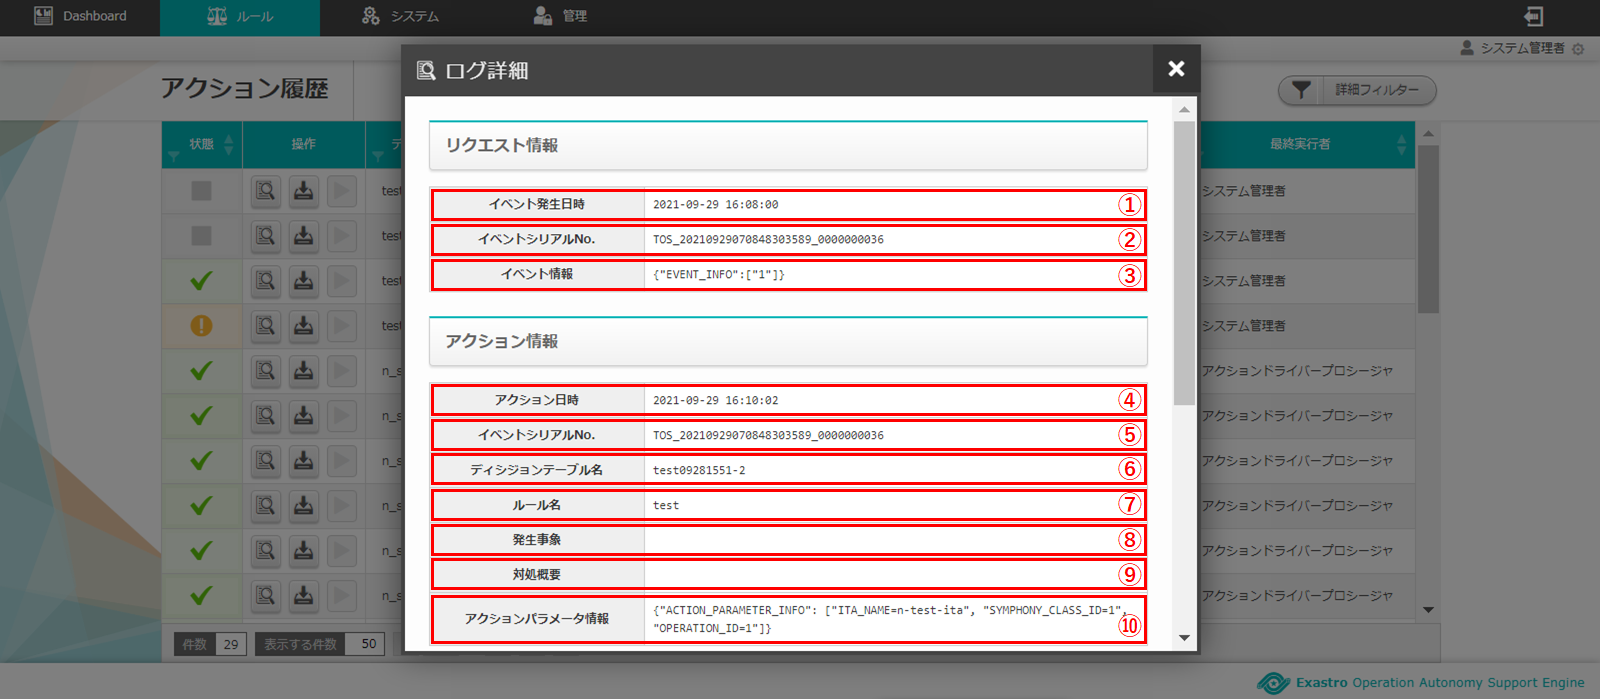 Dashboard
ルール
システム
管理
システム管理者
アクション履歴
詳細フィルター
状態
操作
最終実行者
システム管理者
システム管理者
システム管理者
システム管理者
アクションドライバープロシージャ
アクションドライバープロシージャ
アクションドライバープロシージャ
アクションドライバープロシージャ
アクションドライバープロシージャ
アクションドライバープロシージャ
ログ詳細
リクエスト情報
イベント発生日時 2021-09-29 16:08:00 ①
イベントシリアルNo. TOS_20210929070848303589_0000000036 ②
イベント情報 {"EVENT_INFO":["1"]} ③
アクション情報
アクション日時 2021-09-29 16:10:02 ④
イベントシリアルNo. TOS_20210929070848303589_0000000036 ⑤
ディシジョンテーブル名 test09281551-2 ⑥
ルール名 test ⑦
発生事象 ⑧
対処概要 ⑨
アクションパラメータ情報 {"ACTION_PARAMETER_INFO": ["ITA_NAME=n-test-ita", "SYMPHONY_CLASS_ID=1",
"OPERATION_ID=1"]} ⑩
件数 29 表示する件数 50
Exastro Operation Autonomy Support Engine